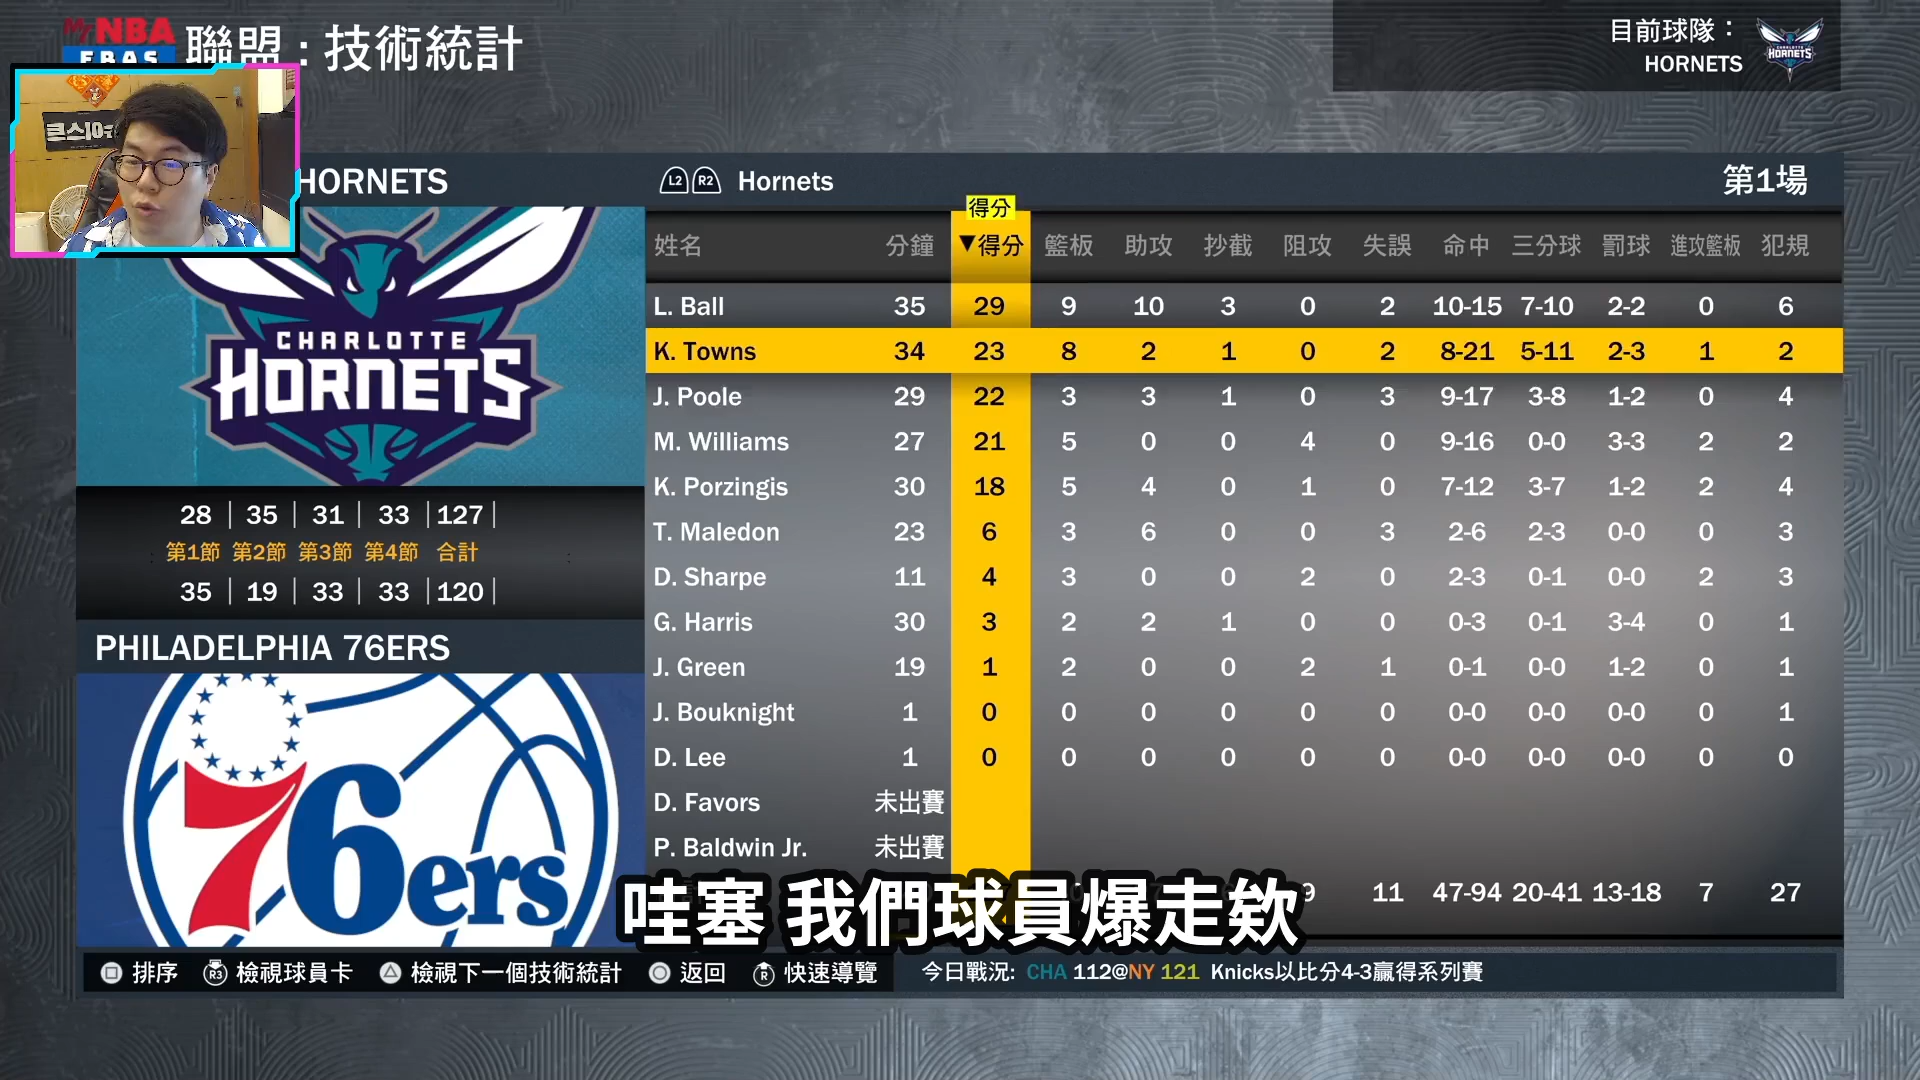 MyNBA
ERAS
聯盟 : 技術統計
目前球隊：
HORNETS
CHARLOTTE
HORNETS
HORNETS
L2 R2 Hornets
第1場
得分
姓名 分鐘 ▼得分 籃板 助攻 抄截 阻攻 失誤 命中 三分球 罰球 進攻籃板 犯規
L. Ball 35 29 9 10 3 0 2 10-15 7-10 2-2 0 6
K. Towns 34 23 8 2 1 0 2 8-21 5-11 2-3 1 2
J. Poole 29 22 3 3 1 0 3 9-17 3-8 1-2 0 4
M. Williams 27 21 5 0 0 4 0 9-16 0-0 3-3 2 2
K. Porzingis 30 18 5 4 0 1 0 7-12 3-7 1-2 2 4
T. Maledon 23 6 3 6 0 0 3 2-6 2-3 0-0 0 3
D. Sharpe 11 4 3 0 0 2 0 2-3 0-1 0-0 2 3
G. Harris 30 3 2 2 1 0 0 0-3 0-1 3-4 0 1
J. Green 19 1 2 0 0 2 1 0-1 0-0 1-2 0 1
J. Bouknight 1 0 0 0 0 0 0 0-0 0-0 0-0 0 1
D. Lee 1 0 0 0 0 0 0 0-0 0-0 0-0 0 0
D. Favors 未出賽
P. Baldwin Jr. 未出賽
9 11 47-94 20-41 13-18 7 27
CHARLOTTE
HORNETS
28 | 35 | 31 | 33 | 127 |
第1節 第2節 第3節 第4節 合計
35 | 19 | 33 | 33 | 120 |
PHILADELPHIA 76ERS
76ers
哇塞 我們球員爆走欸
排序 R3 檢視球員卡 檢視下一個技術統計 返回 R 快速導覽
今日戰況: CHA 112@NY 121 Knicks以比分4-3贏得系列賽